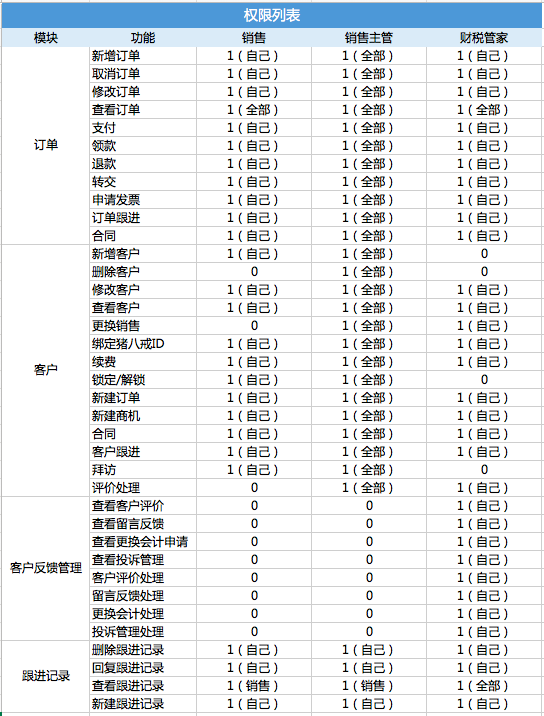 权限列表
模块 功能 销售 销售主管 财税管家
新增订单 1（自己） 1（全部） 1（自己）
取消订单 1（自己） 1（全部） 1（自己）
修改订单 1（自己） 1（全部） 1（自己）
查看订单 1（全部） 1（全部） 1（全部）
支付 1（自己） 1（全部） 1（自己）
订单 领款 1（自己） 1（全部） 1（自己）
退款 1（自己） 1（全部） 1（自己）
转交 1（自己） 1（全部） 1（自己）
申请发票 1（自己） 1（全部） 1（自己）
订单跟进 1（自己） 1（全部） 1（自己）
合同 1（自己） 1（全部） 1（自己）
新增客户 1（自己） 1（全部） 0
删除客户 0 1（全部） 0
修改客户 1（自己） 1（全部） 1（自己）
查看客户 1（自己） 1（全部） 1（自己）
更换销售 0 1（全部） 1（自己）
绑定猪八戒ID 1（自己） 1（全部） 1（自己）
客户 续费 1（自己） 1（全部） 1（自己）
锁定/解锁 1（自己） 1（全部） 0
新建订单 1（自己） 1（全部） 1（自己）
新建商机 1（自己） 1（全部） 1（自己）
合同 1（自己） 1（全部） 1（自己）
客户跟进 1（自己） 1（全部） 1（自己）
拜访 1（自己） 1（全部） 0
评价处理 0 1（全部） 1（自己）
查看客户评价 0 0 1（自己）
查看留言反馈 0 0 1（自己）
查看更换会计申请 0 0 1（自己）
客户反馈管理 查看投诉管理 0 0 1（自己）
客户评价处理 0 0 1（自己）
留言反馈处理 0 0 1（自己）
更换会计处理 0 0 1（自己）
投诉管理处理 0 0 1（自己）
删除跟进记录 1（自己） 1（自己） 1（自己）
跟进记录 回复跟进记录 1（自己） 1（自己） 1（自己）
查看跟进记录 1（销售） 1（销售） 1（全部）
新建跟进记录 1（自己） 1（自己） 1（自己）